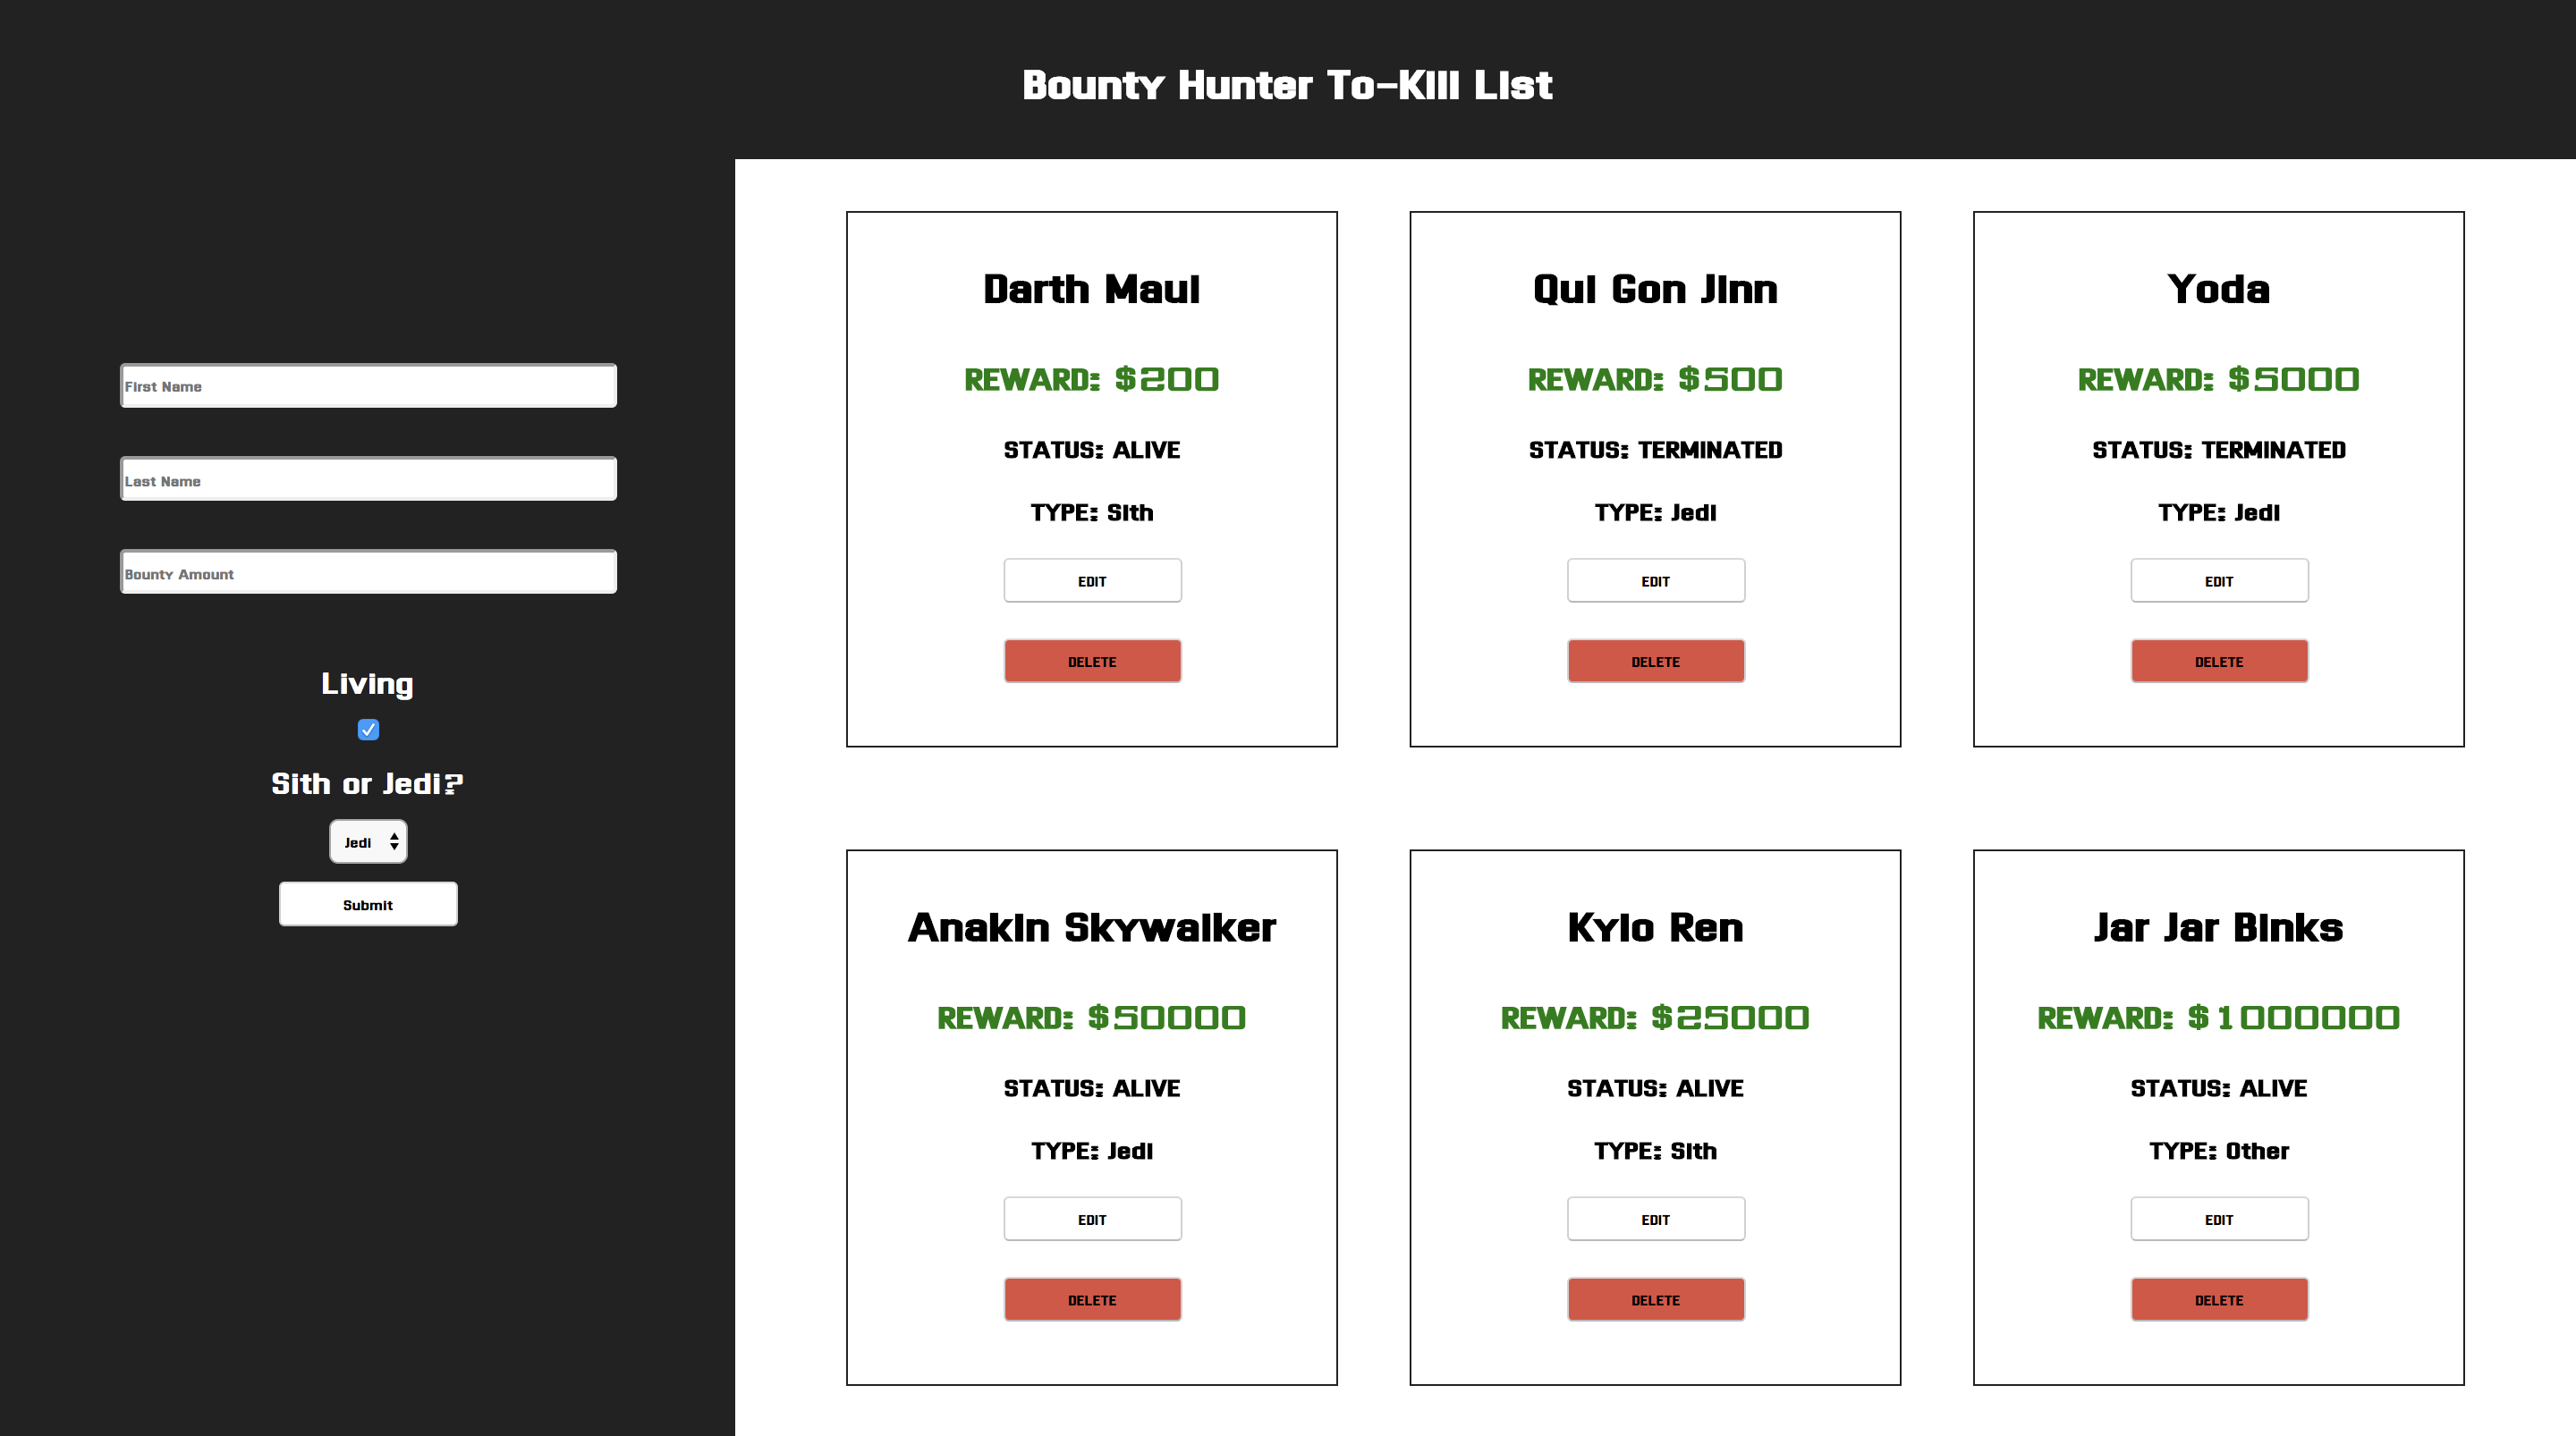 Bounty Hunter To-Kill List
First Name
Last Name
Bounty Amount
Living
Sith or Jedi?
Jedi
Submit
Darth Maul
REWARD: $200
STATUS: ALIVE
TYPE: Sith
EDIT
DELETE
Qui Gon Jinn
REWARD: $500
STATUS: TERMINATED
TYPE: Jedi
EDIT
DELETE
Yoda
REWARD: $5000
STATUS: TERMINATED
TYPE: Jedi
EDIT
DELETE
Anakin Skywalker
REWARD: $50000
STATUS: ALIVE
TYPE: Jedi
EDIT
DELETE
Kylo Ren
REWARD: $25000
STATUS: ALIVE
TYPE: Sith
EDIT
DELETE
Jar Jar Binks
REWARD: $1000000
STATUS: ALIVE
TYPE: Other
EDIT
DELETE